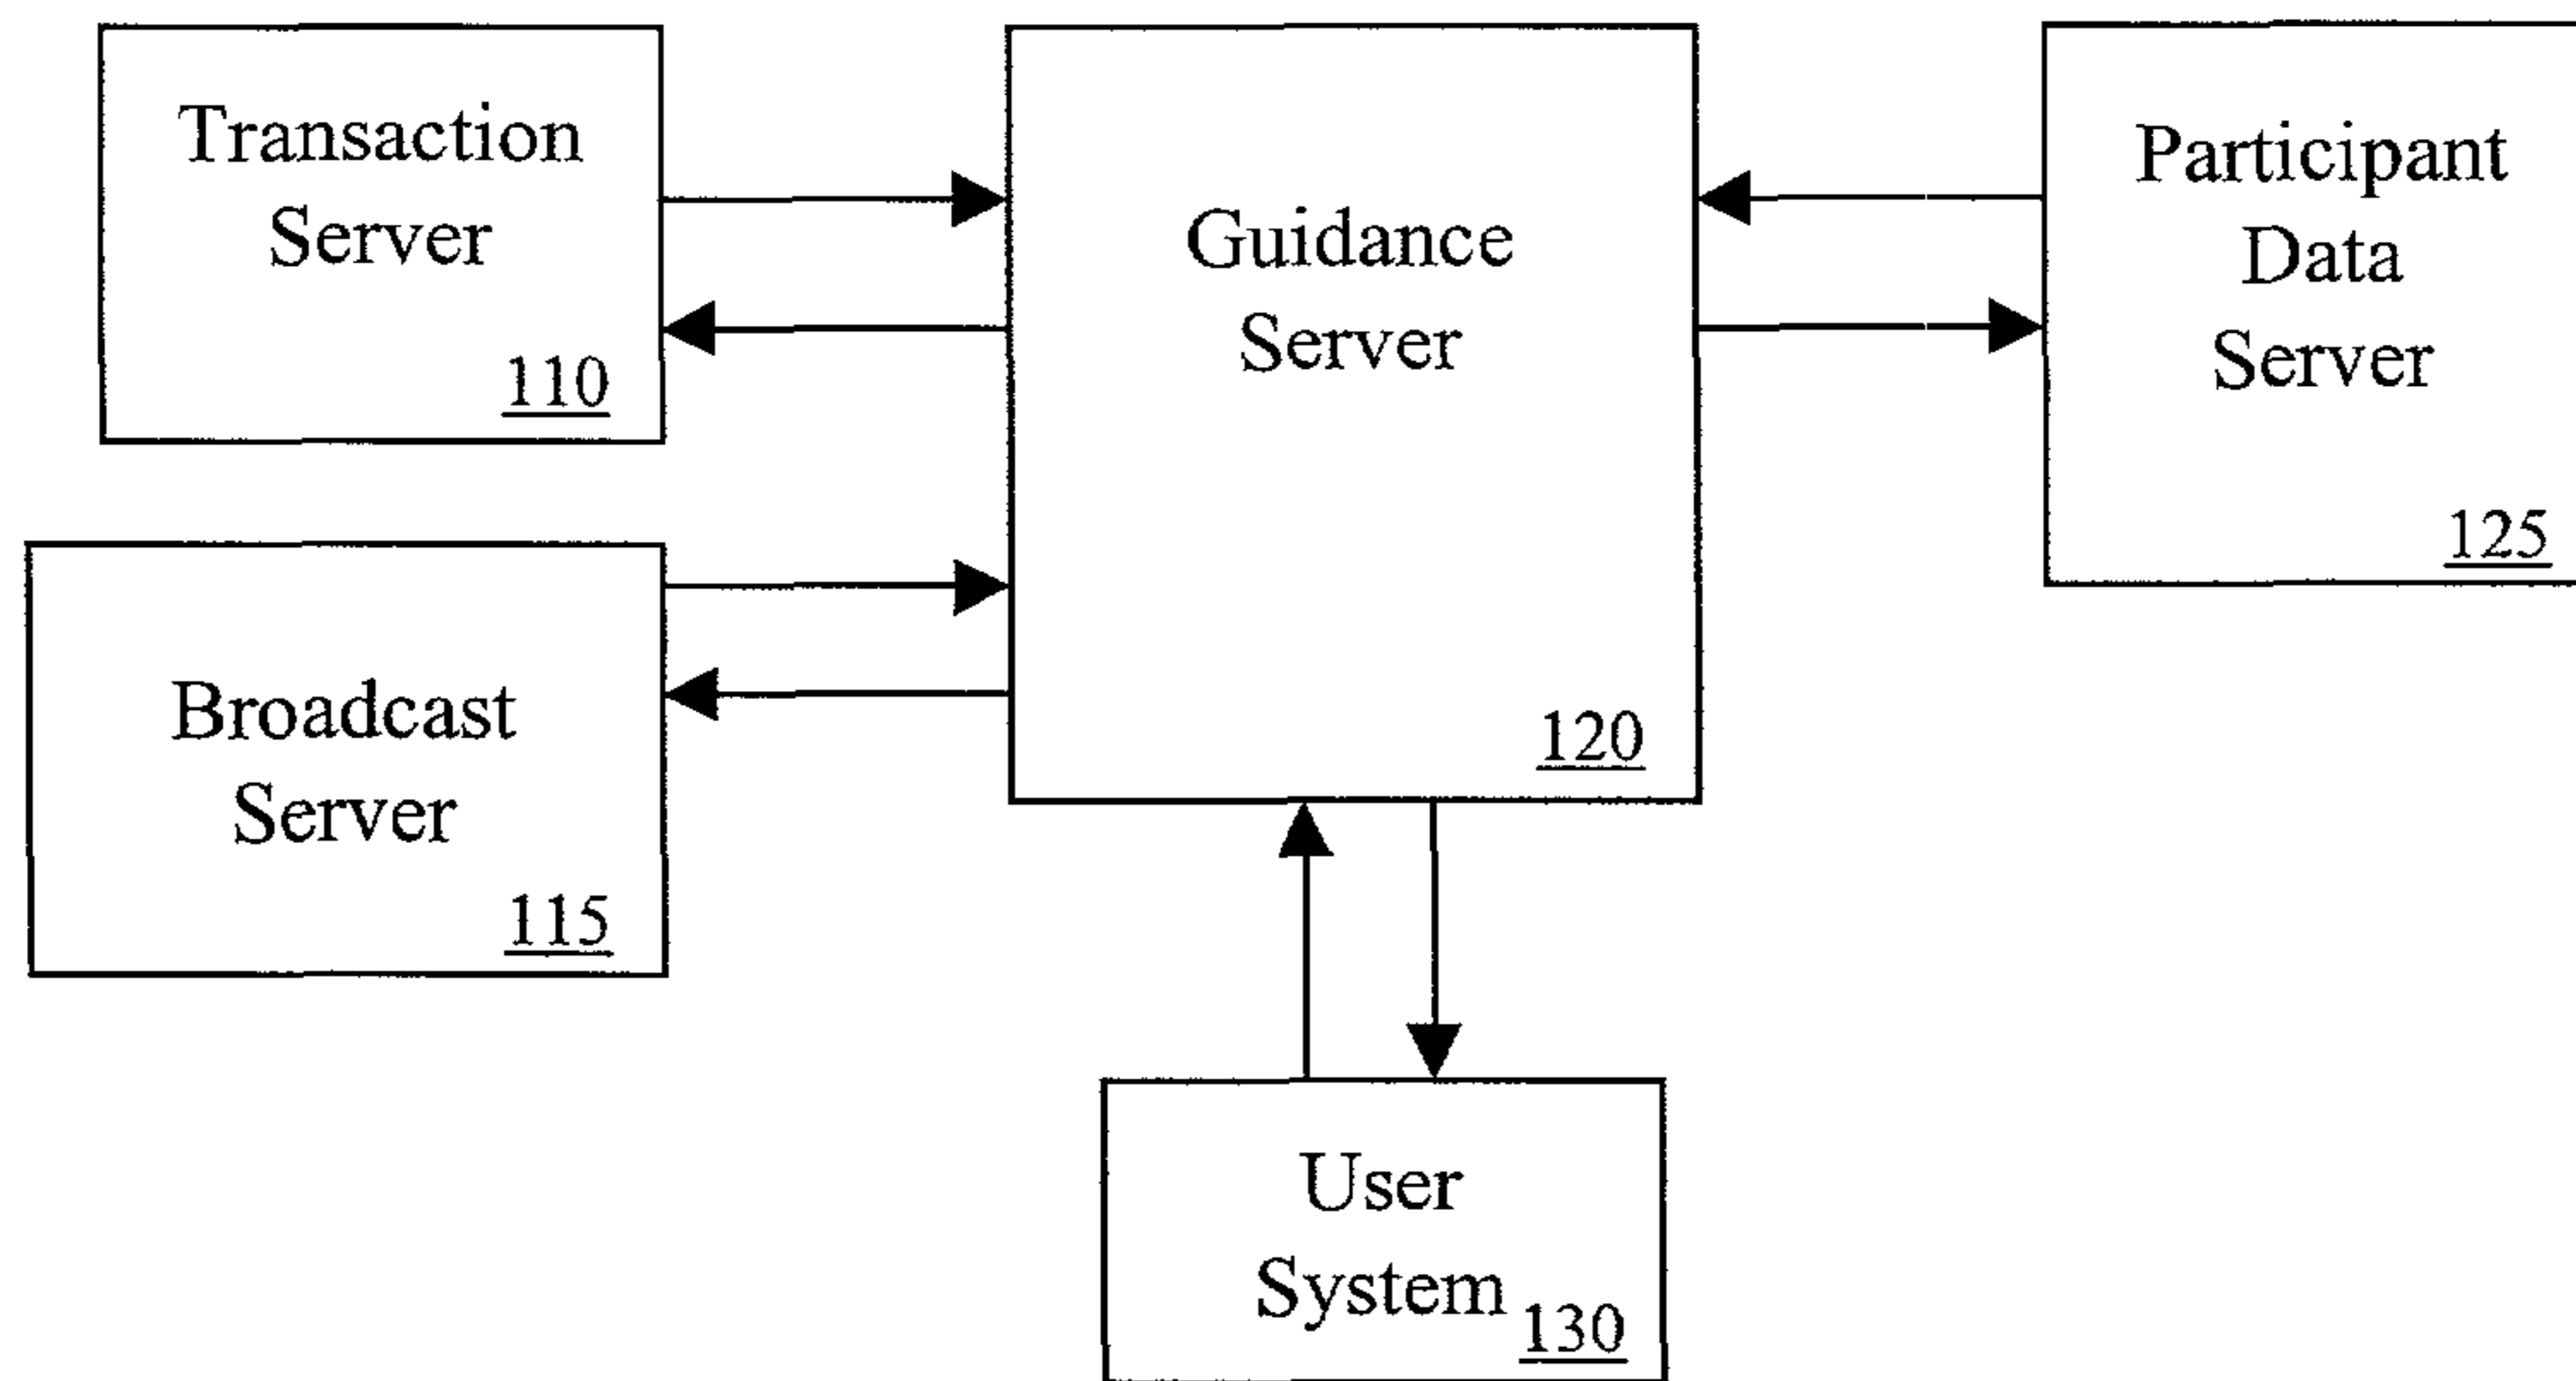 Transaction
Server
110
Guidance
Server
120
Participant
Data
Server
125
Broadcast
Server
115
User
System
130